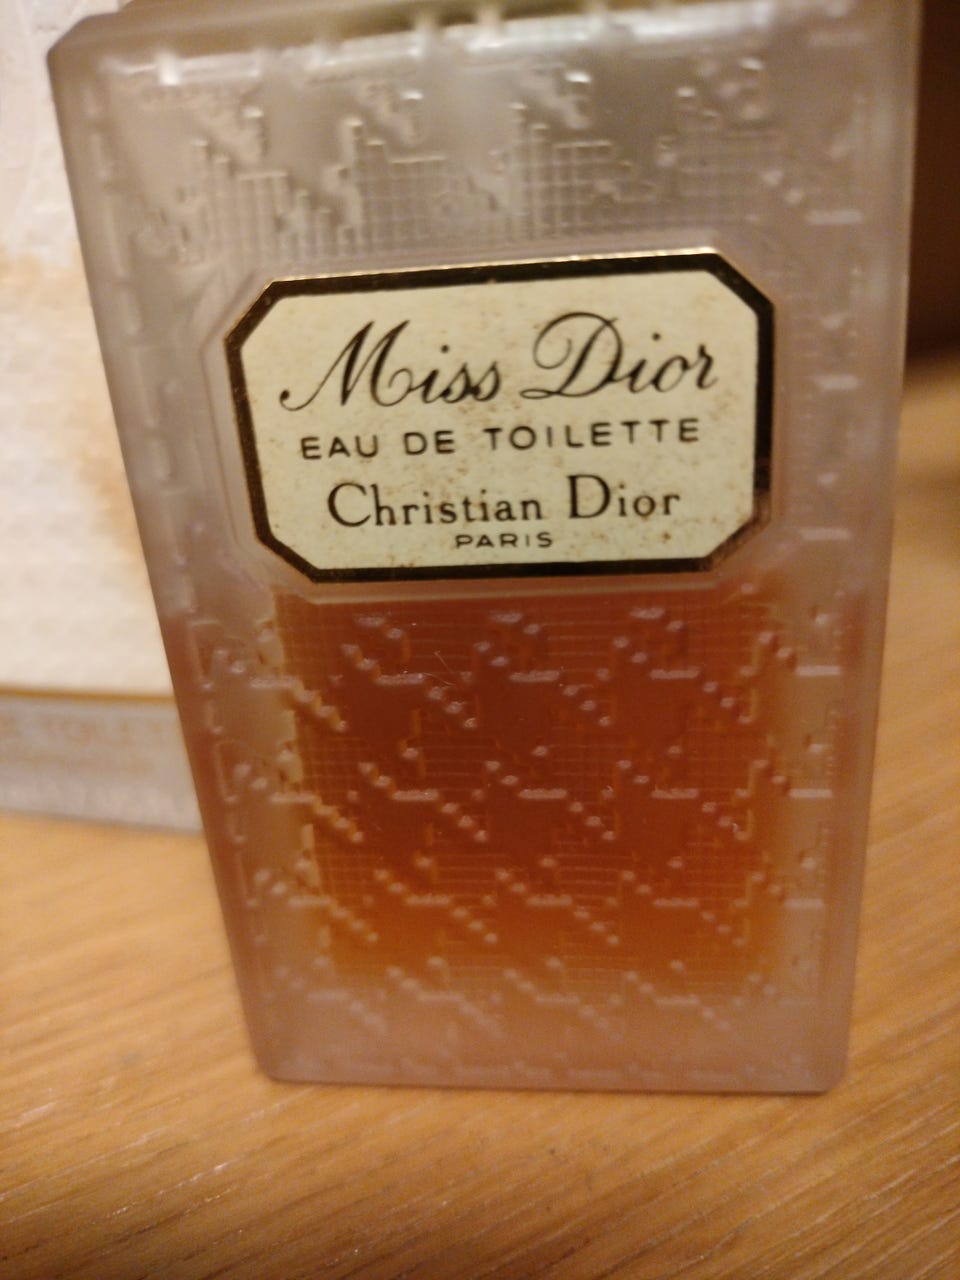 Miss Dior
EAU DE TOILETTE
Christian Dior
PARIS